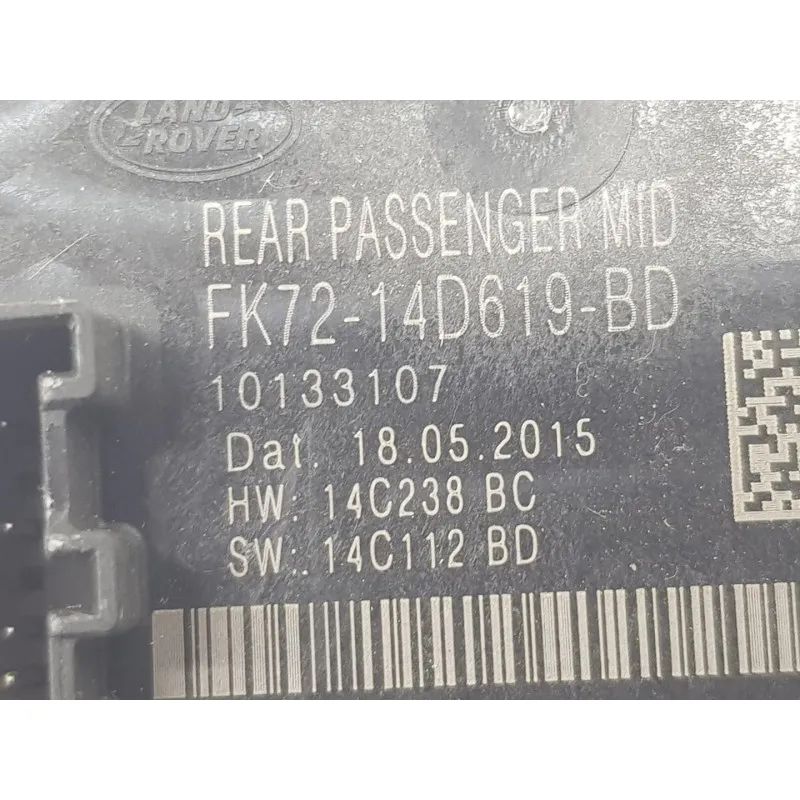 LAND
ROVER
REAR PASSENGER MID
FK72-14D619-BD
10133107
Dat. 18.05.2015
HW: 14C238 BC
SW:. 14C112 BD